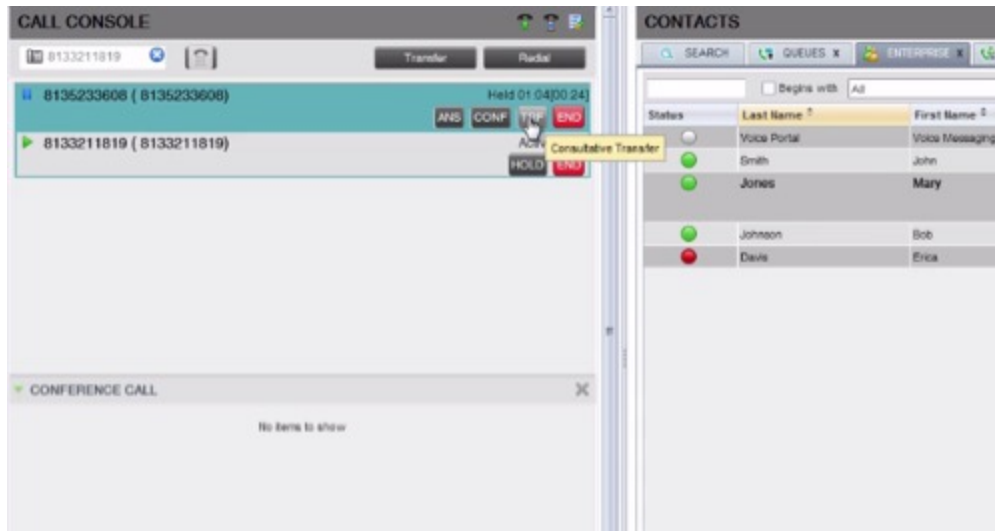 CALL CONSOLE
8133211819
Transfer
Redial
8135233608 ( 8135233608)
Held 01:04[00:24]
ANS
CONF
TRF
END
8133211819 ( 8133211819)
Consultative Transfer
HOLD
END
CONFERENCE CALL
No items to show
CONTACTS
SEARCH
QUEUES X
ENTERPRISE X
Begins with
All
Status
Last Name
First Name
Voice Portal
Voice Messaging
Smith
John
Jones
Mary
Johnson
Bob
Davis
Erica